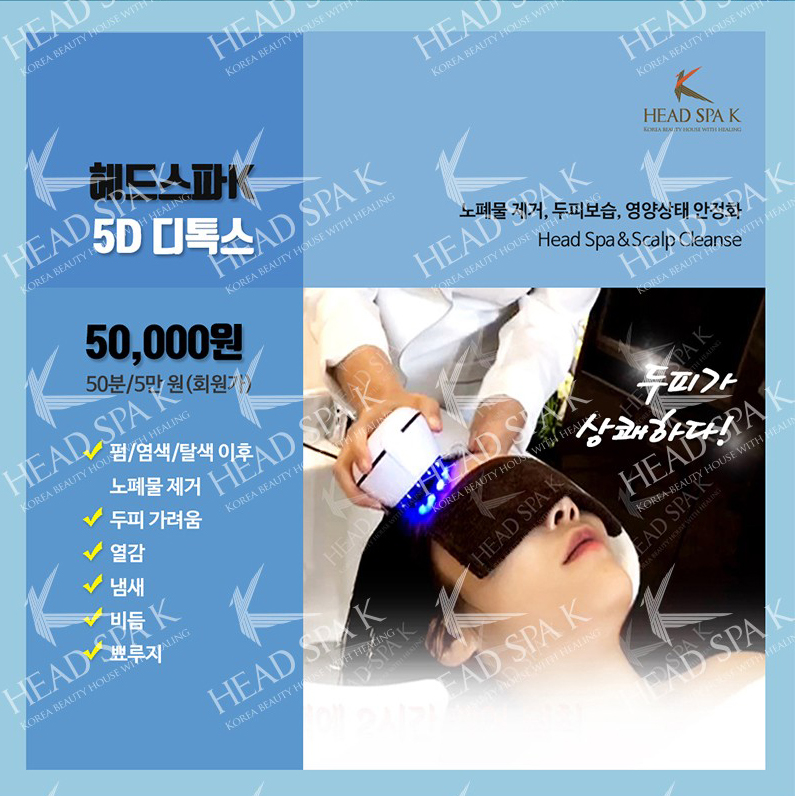 HEAD SPA K
KOREA BEAUTY HOUSE WITH HEALING
헤드스파K
5D 디톡스
노폐물 제거, 두피보습, 영양상태 안정화
Head Spa & Scalp Cleanse
50,000원
50분/5만 원(회원가)
펌/염색/탈색 이후
노폐물 제거
두피 가려움
열감
냄새
비듬
뾰루지
두피가
상쾌하다!